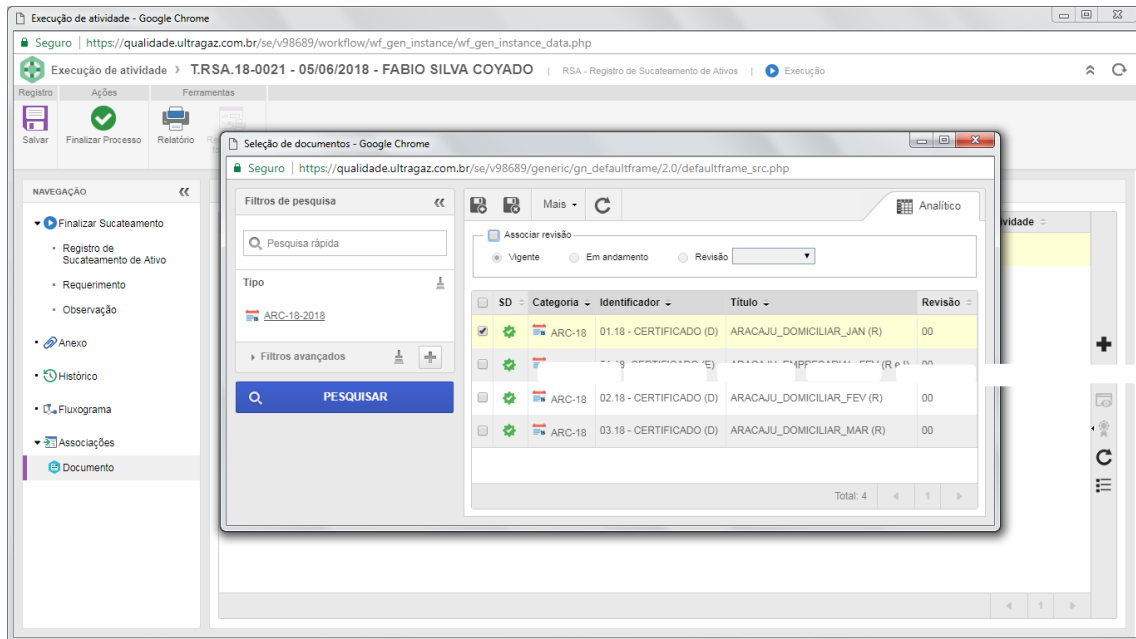 Execução de atividade - Google Chrome
Seguro | https://qualidade.ultragaz.com.br/se/v98689/workflow/wf_gen_instance/wf_gen_instance_data.php
Execução de atividade > T.RSA.18-0021 - 05/06/2018 - FABIO SILVA COYADO | RSA - Registro de Sucateamento de Ativos | Execução
Registro Ações Ferramentas
Salvar Finalizar Processo Relatório
Seleção de documentos - Google Chrome
Seguro | https://qualidade.ultragaz.com.br/se/v98689/generic/gn_defaultframe/2.0/defaultframe_src.php
NAVEGAÇÃO
Finalizar Sucateamento
Registro de
Sucateamento de Ativo
Requerimento
Observação
Anexo
Histórico
Fluxograma
Associações
Documento
Filtros de pesquisa
Pesquisa rápida
Tipo
ARC-18-2018
Filtros avançados
PESQUISAR
Mais
Analítico
Associar revisão
Vigente Em andamento Revisão
SD Categoria Identificador Título Revisão
ARC-18 01.18 - CERTIFICADO (D) ARACAJU_DOMICILIAR_JAN (R) 00
ARC-18 02.18 - CERTIFICADO (D) ARACAJU_DOMICILIAR_FEV (R) 00
ARC-18 03.18 - CERTIFICADO (D) ARACAJU_DOMICILIAR_MAR (R) 00
Total: 4 1
1